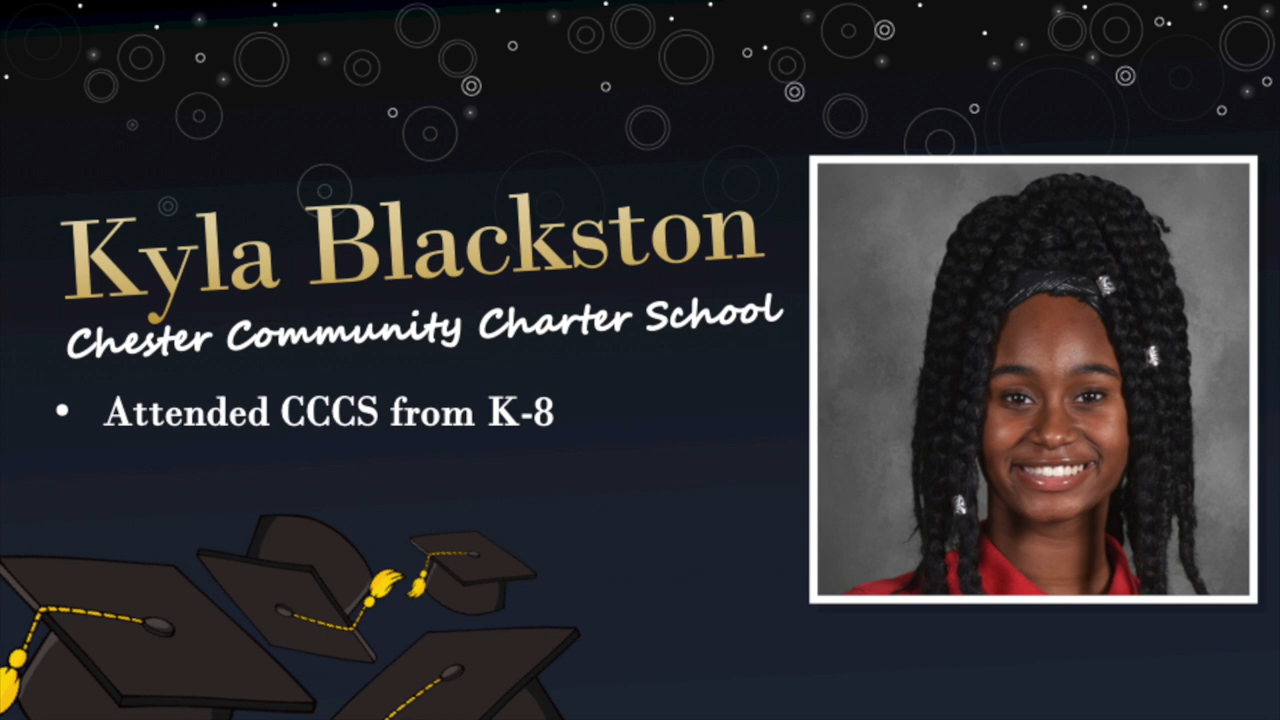 Kyla Blackston
Chester Community Charter School
• Attended CCCS from K-8